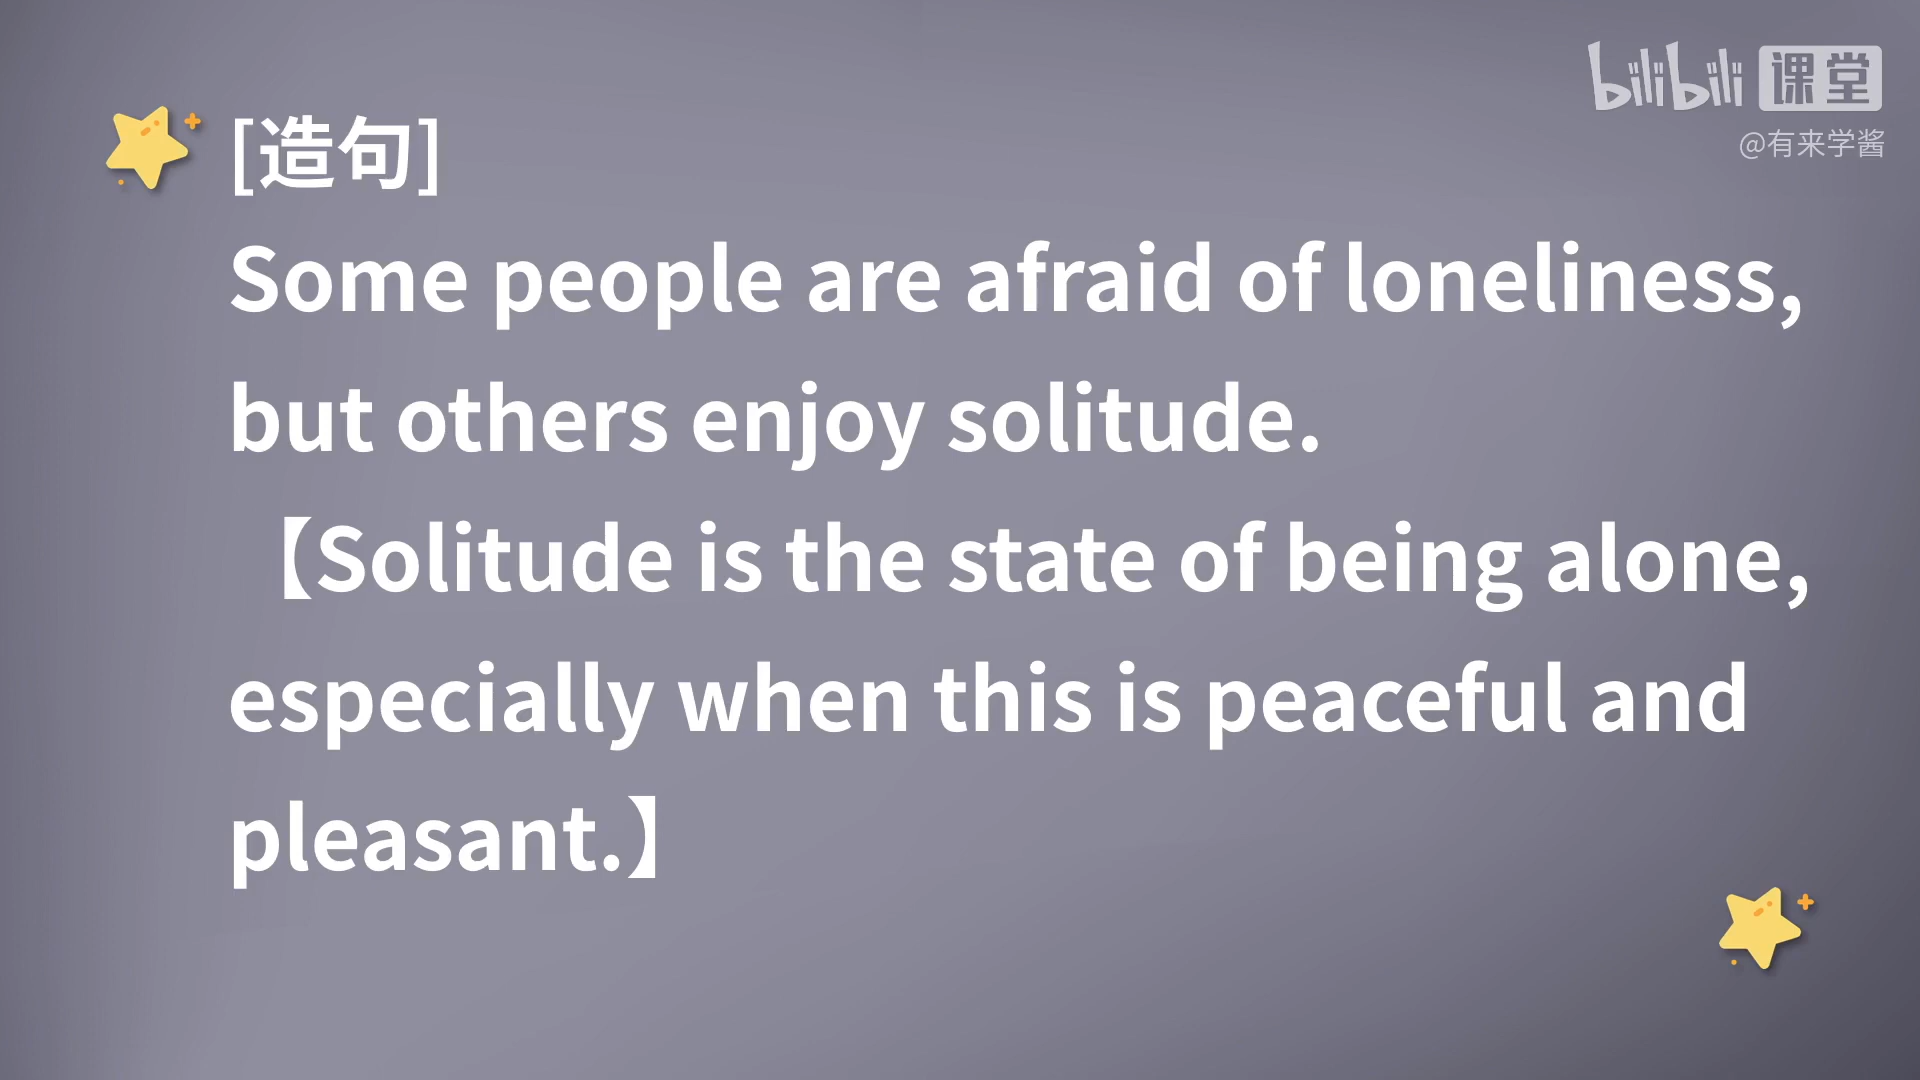 bilibili 课堂
@有来学酱
[造句]
Some people are afraid of loneliness,
but others enjoy solitude.
【Solitude is the state of being alone,
especially when this is peaceful and
pleasant.】